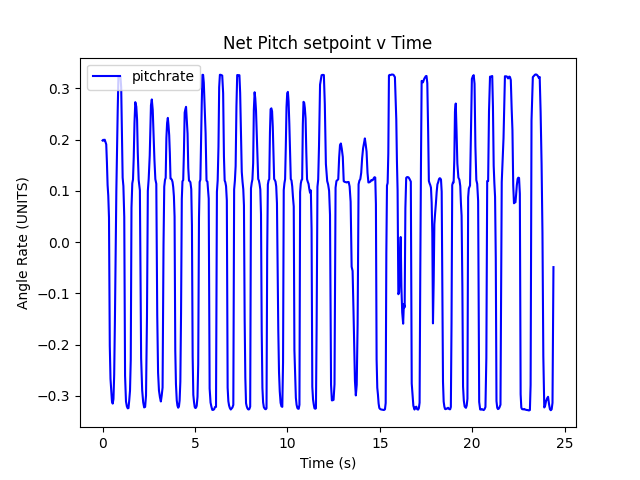 Net Pitch setpoint v Time
pitchrate
0.3
0.2
0.1
0.0
−0.1
−0.2
−0.3
Angle Rate (UNITS)
0 5 10 15 20 25
Time (s)